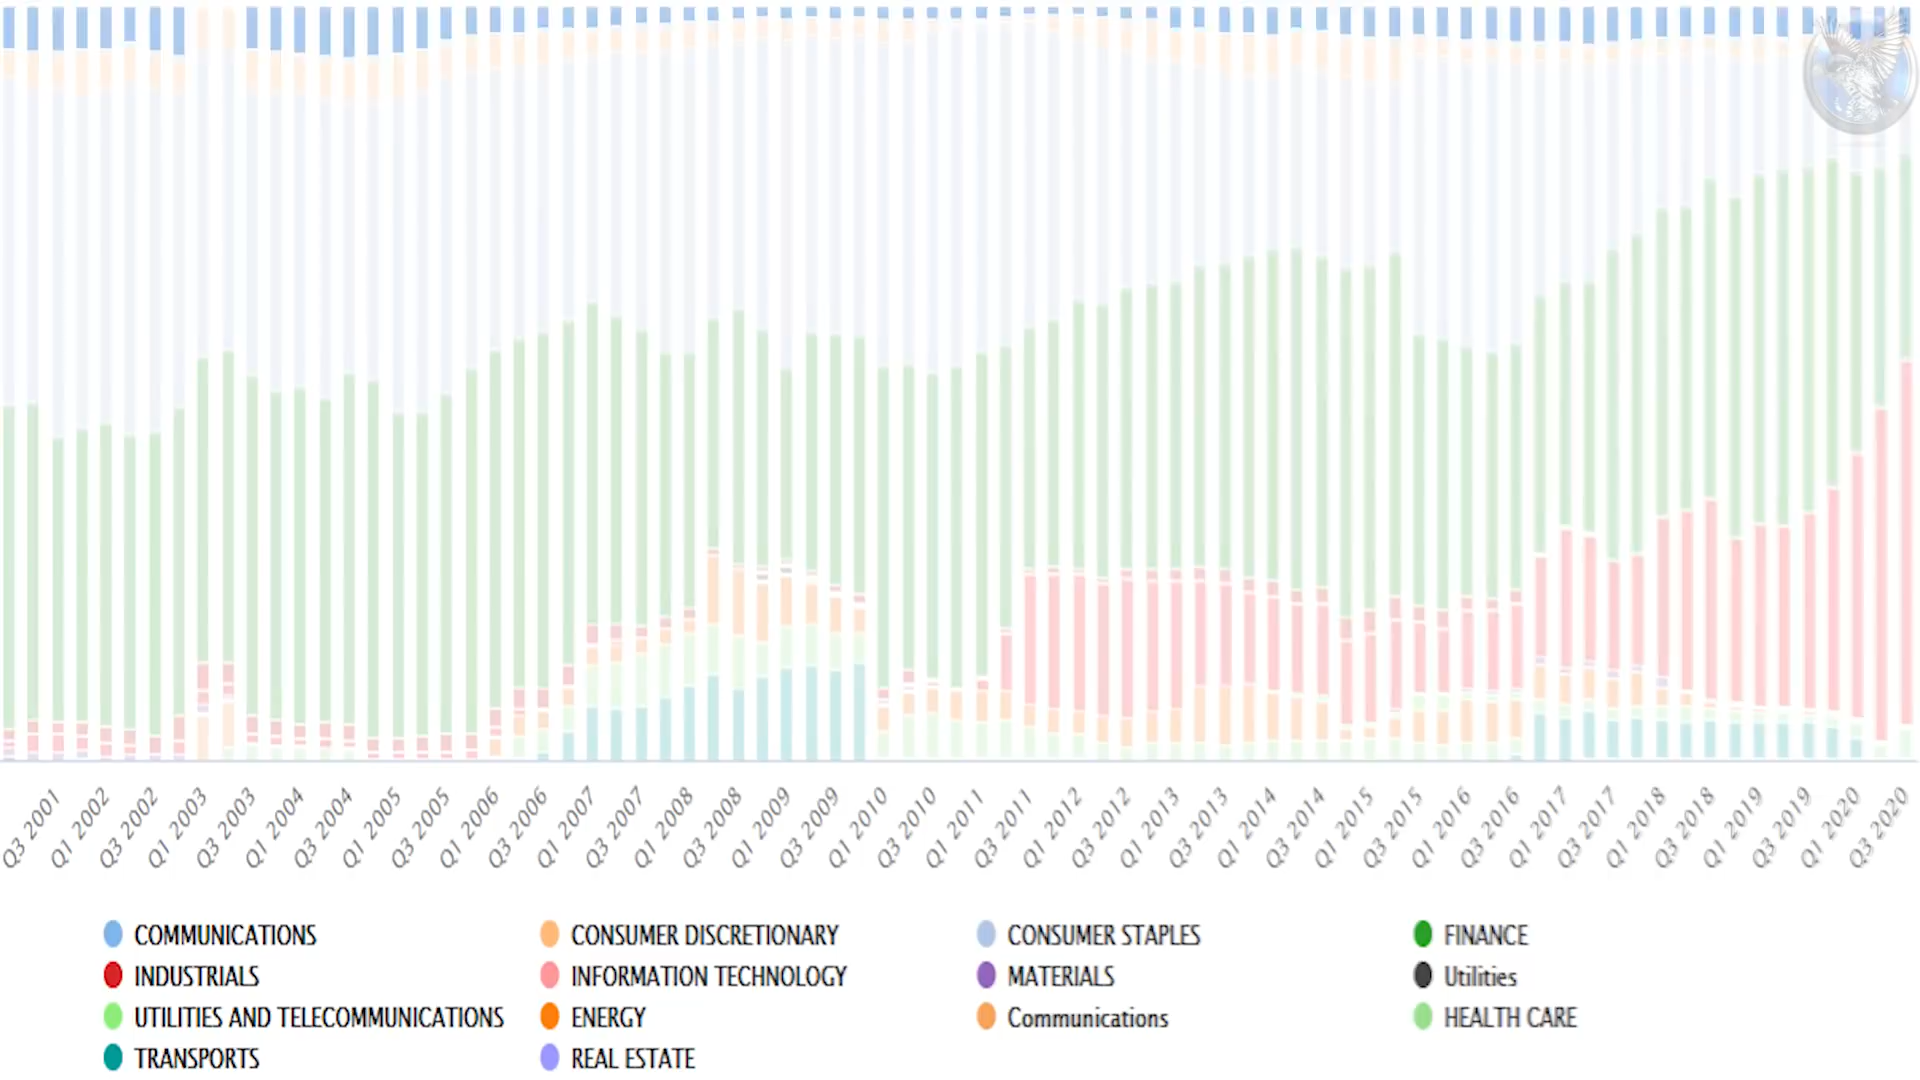 Q3 2001
Q1 2002
Q3 2002
Q1 2003
Q3 2003
Q1 2004
Q3 2004
Q1 2005
Q3 2005
Q1 2006
Q3 2006
Q1 2007
Q3 2007
Q1 2008
Q3 2008
Q1 2009
Q3 2009
Q1 2010
Q3 2010
Q1 2011
Q3 2011
Q1 2012
Q3 2012
Q1 2013
Q3 2013
Q1 2014
Q3 2014
Q1 2015
Q3 2015
Q1 2016
Q3 2016
Q1 2017
Q3 2017
Q1 2018
Q3 2018
Q1 2019
Q3 2019
Q1 2020
Q3 2020
COMMUNICATIONS
CONSUMER DISCRETIONARY
CONSUMER STAPLES
FINANCE
INDUSTRIALS
INFORMATION TECHNOLOGY
MATERIALS
Utilities
UTILITIES AND TELECOMMUNICATIONS
ENERGY
Communications
HEALTH CARE
TRANSPORTS
REAL ESTATE